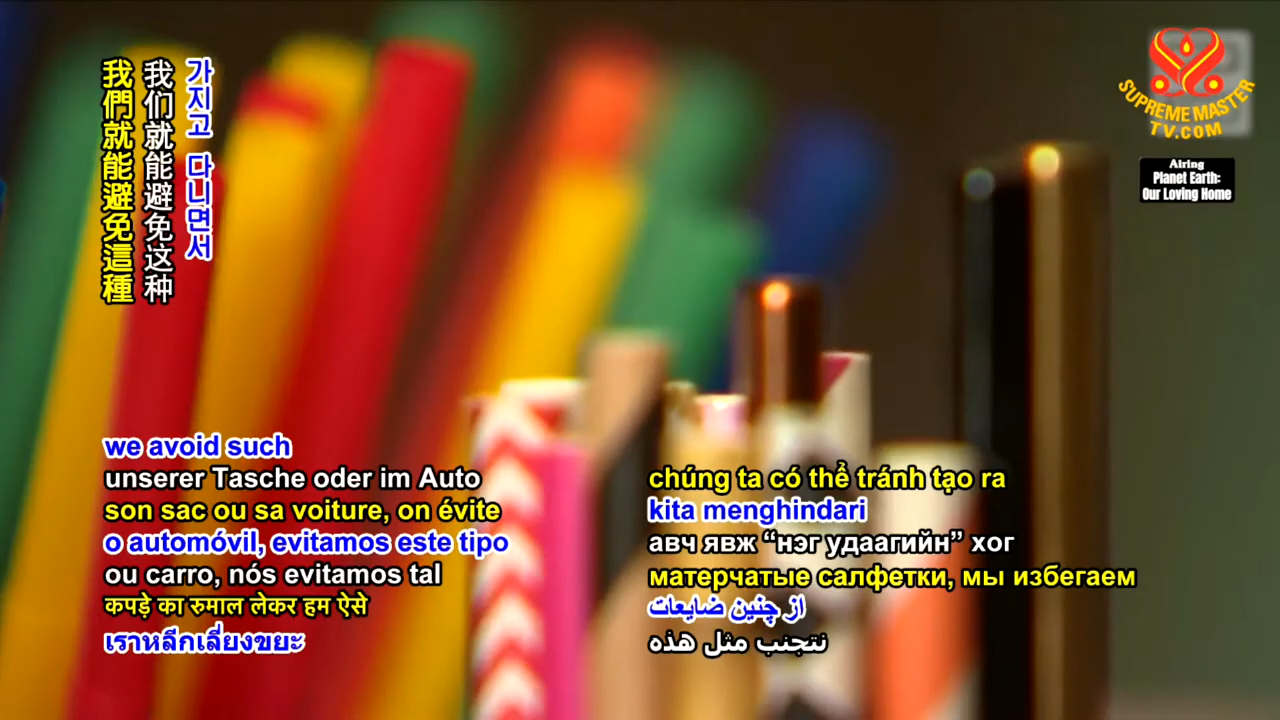 가지고 다니면서
我们就能避免这种
我們就能避免這種
SUPREME MASTER
TV.COM
Airing
Planet Earth:
Our Loving Home
we avoid such
unserer Tasche oder im Auto
son sac ou sa voiture, on évite
o automóvil, evitamos este tipo
ou carro, nós evitamos tal
कपड़े का रुमाल लेकर हम ऐसे
เราหลีกเลี่ยงขยะ
chúng ta có thể tránh tạo ra
kita menghindari
авч явж “нэг удаагийн” хог
матерчатые салфетки, мы избегаем
از چنین ضایعات
نتجنب مثل هذه